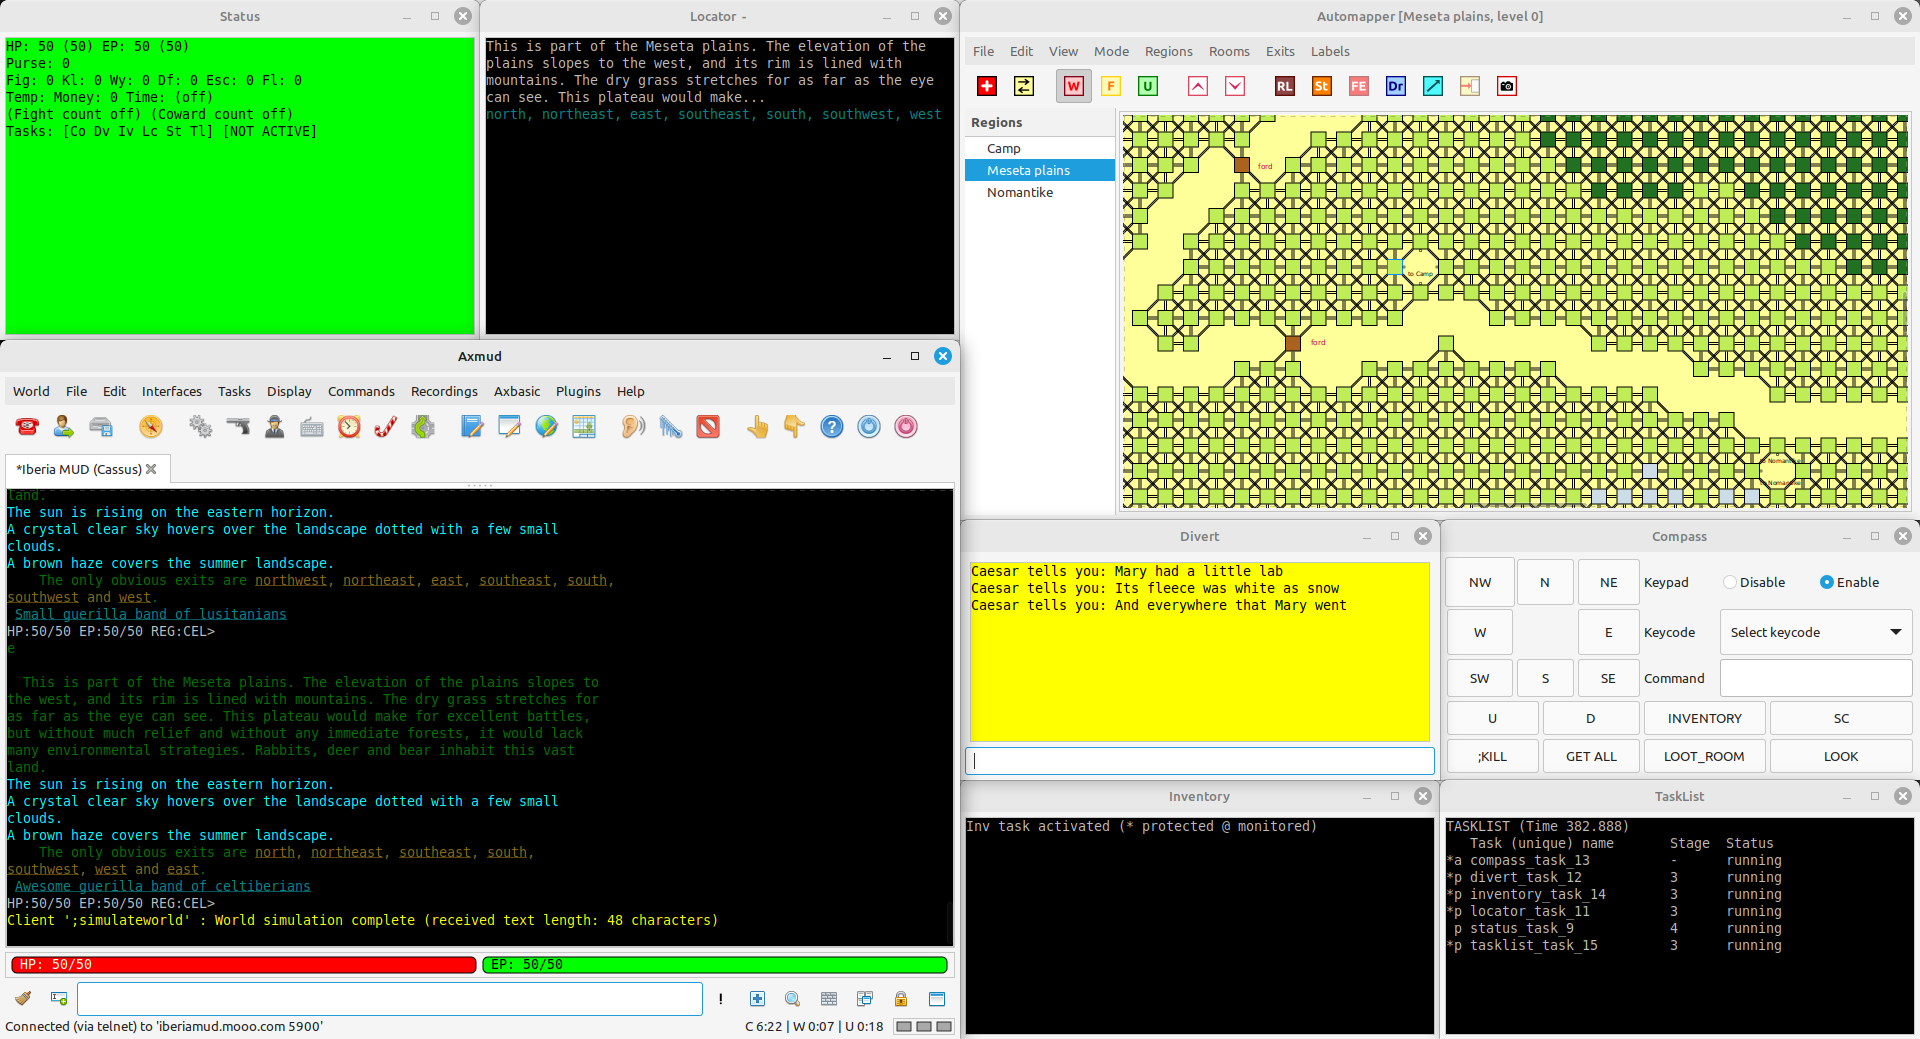 Status
HP: 50 (50) EP: 50 (50)
Purse: 0
Fig: 0 Kl: 0 Wy: 0 Df: 0 Esc: 0 Fl: 0
Temp: Money: 0 Time: (off)
(Fight count off) (Coward count off)
Tasks: [Co Dv Iv Lc St Tl] [NOT ACTIVE]
Locator -
This is part of the Meseta plains. The elevation of the
plains slopes to the west, and its rim is lined with
mountains. The dry grass stretches for as far as the eye
can see. This plateau would make...
north, northeast, east, southeast, south, southwest, west
Automapper [Meseta plains, level 0]
File Edit View Mode Regions Rooms Exits Labels
W F U RL St FE Dr
Regions
Camp
Meseta plains
Nomantike
ford
to Camp
ford
to Nomantike
Nomantike
Axmud
World File Edit Interfaces Tasks Display Commands Recordings Axbasic Plugins Help
*Iberia MUD (Cassus)
land.
The sun is rising on the eastern horizon.
A crystal clear sky hovers over the landscape dotted with a few small
clouds.
A brown haze covers the summer landscape.
The only obvious exits are northwest, northeast, east, southeast, south,
southwest and west.
Small guerilla band of lusitanians
HP:50/50 EP:50/50 REG:CEL>
e
This is part of the Meseta plains. The elevation of the plains slopes to
the west, and its rim is lined with mountains. The dry grass stretches for
as far as the eye can see. This plateau would make for excellent battles,
but without much relief and without any immediate forests, it would lack
many environmental strategies. Rabbits, deer and bear inhabit this vast
land.
The sun is rising on the eastern horizon.
A crystal clear sky hovers over the landscape dotted with a few small
clouds.
A brown haze covers the summer landscape.
The only obvious exits are north, northeast, southeast, south,
southwest, west and east.
Awesome guerilla band of celtiberians
HP:50/50 EP:50/50 REG:CEL>
Client ';simulateworld' : World simulation complete (received text length: 48 characters)
HP: 50/50
EP: 50/50
!
Connected (via telnet) to 'iberiamud.mooo.com 5900'
C 6:22 | W 0:07 | U 0:18
Divert
Caesar tells you: Mary had a little lab
Caesar tells you: Its fleece was white as snow
Caesar tells you: And everywhere that Mary went
Compass
NW N NE Keypad Disable Enable
W E Keycode Select keycode
SW S SE Command
U D INVENTORY SC
;KILL GET ALL LOOT_ROOM LOOK
Inventory
Inv task activated (* protected @ monitored)
TaskList
TASKLIST (Time 382.888)
Task (unique) name Stage Status
*a compass_task_13 - running
*p divert_task_12 3 running
*p inventory_task_14 3 running
*p locator_task_11 3 running
p status_task_9 4 running
*p tasklist_task_15 3 running